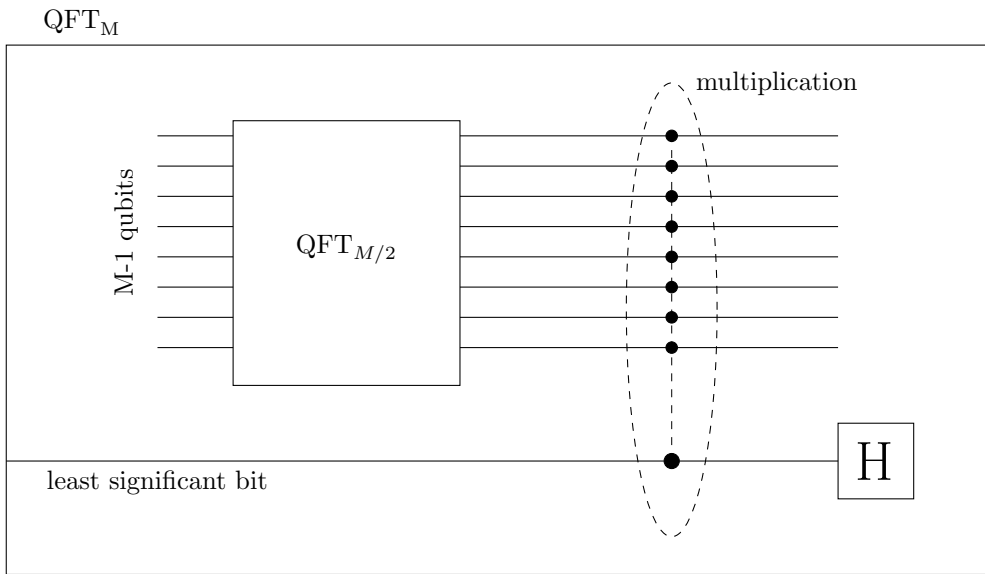 QFT_M
multiplication
M-1 qubits
QFT_{M/2}
least significant bit
H